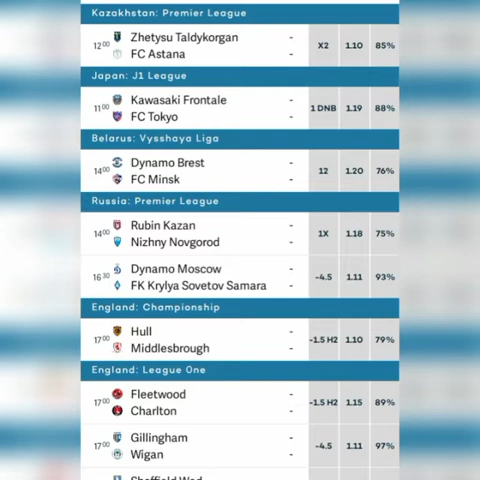 Kazakhstan: Premier League
12 00 Zhetysu Taldykorgan - X2 1.10 85%
FC Astana -
Japan: J1 League
11 00 Kawasaki Frontale - 1 DNB 1.19 88%
FC Tokyo -
Belarus: Vysshaya Liga
14 00 Dynamo Brest - 12 1.20 76%
FC Minsk -
Russia: Premier League
14 00 Rubin Kazan - 1X 1.18 75%
Nizhny Novgorod -
16 30 Dynamo Moscow - -4.5 1.11 93%
FK Krylya Sovetov Samara -
England: Championship
17 00 Hull - -1.5 H2 1.10 79%
Middlesbrough -
England: League One
17 00 Fleetwood - -1.5 H2 1.15 89%
Charlton -
17 00 Gillingham - -4.5 1.11 97%
Wigan -